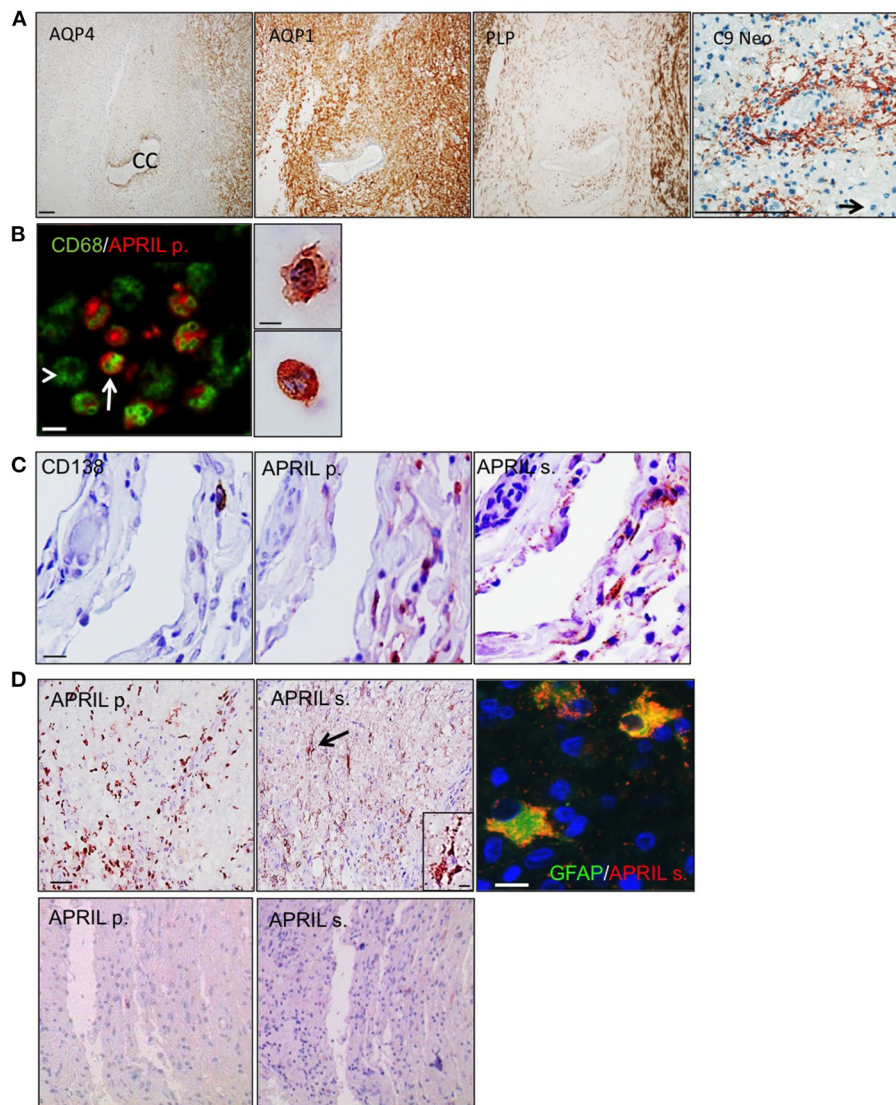 A
AQP4
AQP1
PLP
C9 Neo
CC
B
CD68/APRIL p.
C
CD138
APRIL p.
APRIL s.
D
APRIL p.
APRIL s.
GFAP/APRIL s.
APRIL p.
APRIL s.